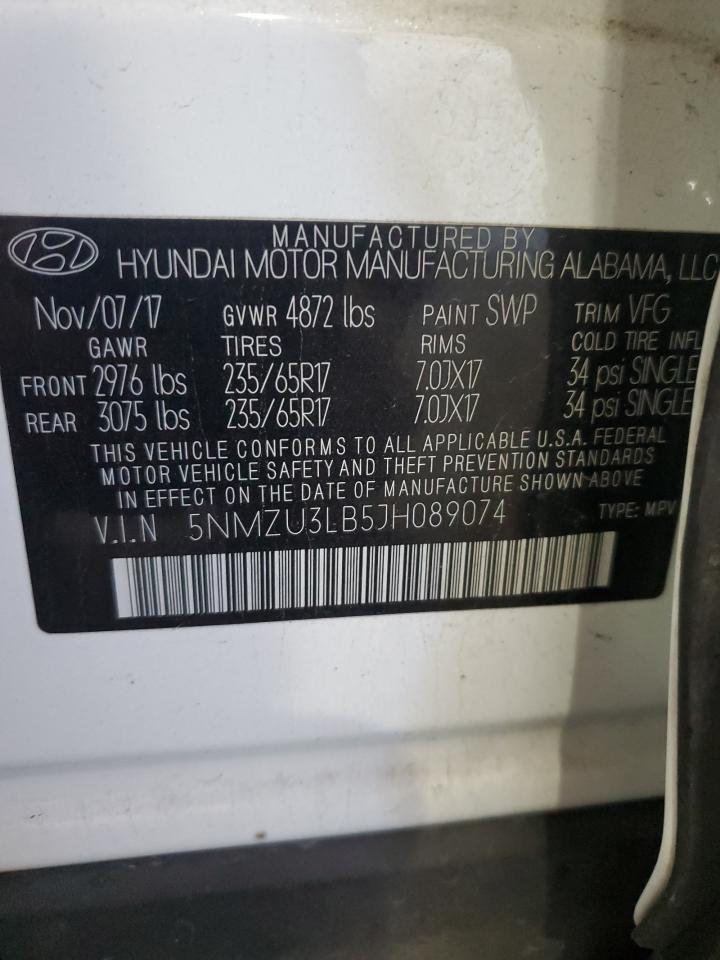 MANUFACTURED BY
HYUNDAI MOTOR MANUFACTURING ALABAMA, LLC
Nov/07/17 GVWR 4872 lbs PAINT SWP TRIM VFG
GAWR TIRES RIMS COLD TIRE INFL
FRONT 2976 lbs 235/65R17 7.0JX17 34 psi SINGLE
REAR 3075 lbs 235/65R17 7.0JX17 34 psi SINGLE
THIS VEHICLE CONFORMS TO ALL APPLICABLE U.S.A. FEDERAL
MOTOR VEHICLE SAFETY AND THEFT PREVENTION STANDARDS
IN EFFECT ON THE DATE OF MANUFACTURE SHOWN ABOVE
V.I.N 5NMZU3LB5JH089074 TYPE: MPV